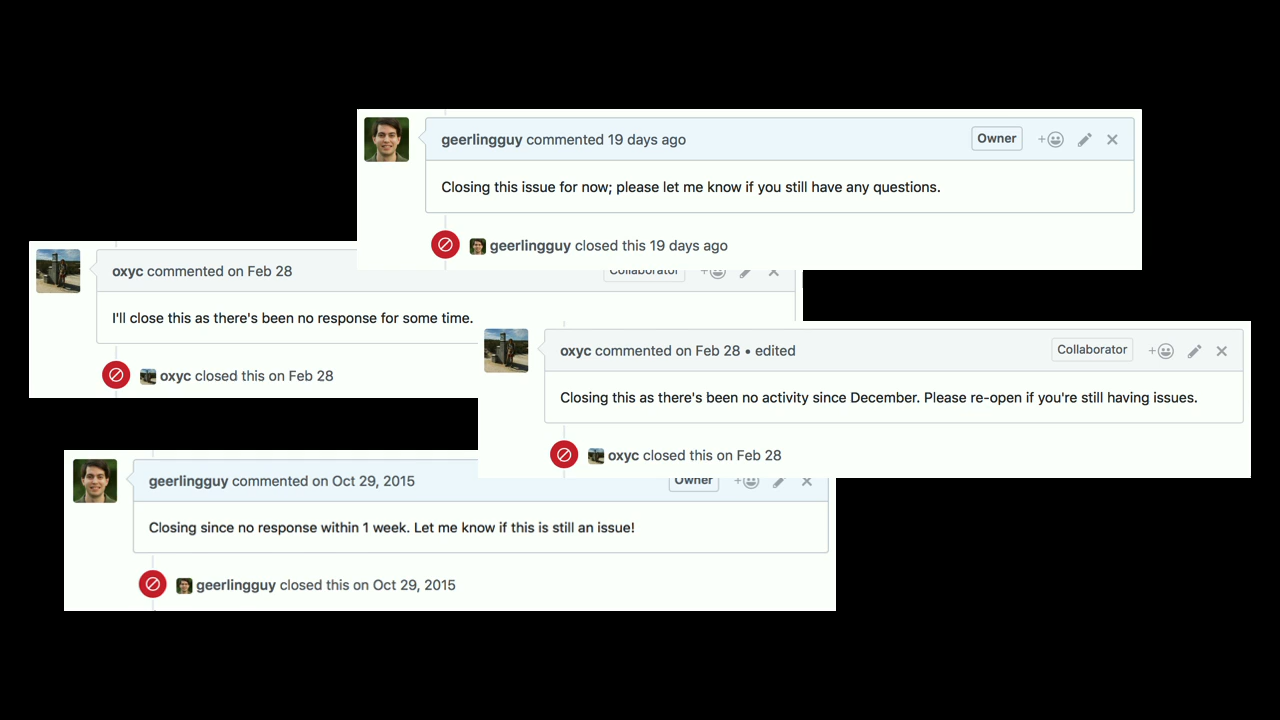 geerlingguy commented 19 days ago Owner
Closing this issue for now; please let me know if you still have any questions.
geerlingguy closed this 19 days ago
oxyc commented on Feb 28 Collaborator
I'll close this as there's been no response for some time.
oxyc closed this on Feb 28
oxyc commented on Feb 28 • edited Collaborator
Closing this as there's been no activity since December. Please re-open if you're still having issues.
oxyc closed this on Feb 28
geerlingguy commented on Oct 29, 2015 Owner
Closing since no response within 1 week. Let me know if this is still an issue!
geerlingguy closed this on Oct 29, 2015